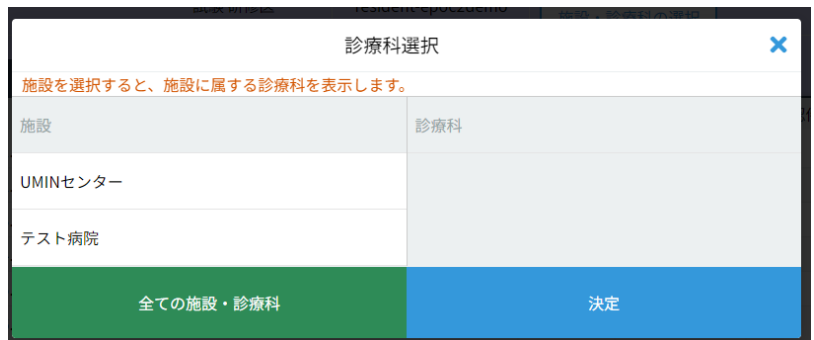 診療科選択
施設を選択すると、施設に属する診療科を表示します。
施設
診療科
UMINセンター
テスト病院
全ての施設・診療科
決定